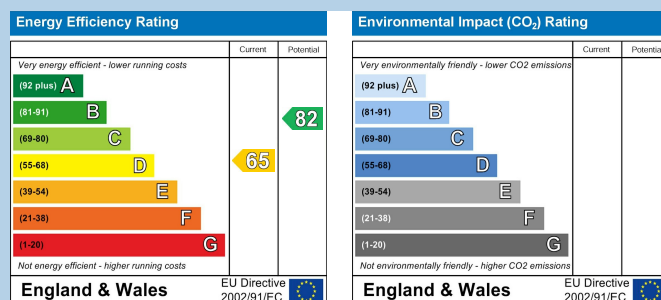 Energy Efficiency Rating
Current Potential
Very energy efficient - lower running costs
(92 plus) A
(81-91) B
82
(69-80) C
(55-68) D
65
(39-54) E
(21-38) F
(1-20) G
Not energy efficient - higher running costs
England & Wales
EU Directive
2002/91/EC
Environmental Impact (CO₂) Rating
Current Potential
Very environmentally friendly - lower CO2 emissions
(92 plus) A
(81-91) B
(69-80) C
(55-68) D
(39-54) E
(21-38) F
(1-20) G
Not environmentally friendly - higher CO2 emissions
England & Wales
EU Directive
2002/91/EC